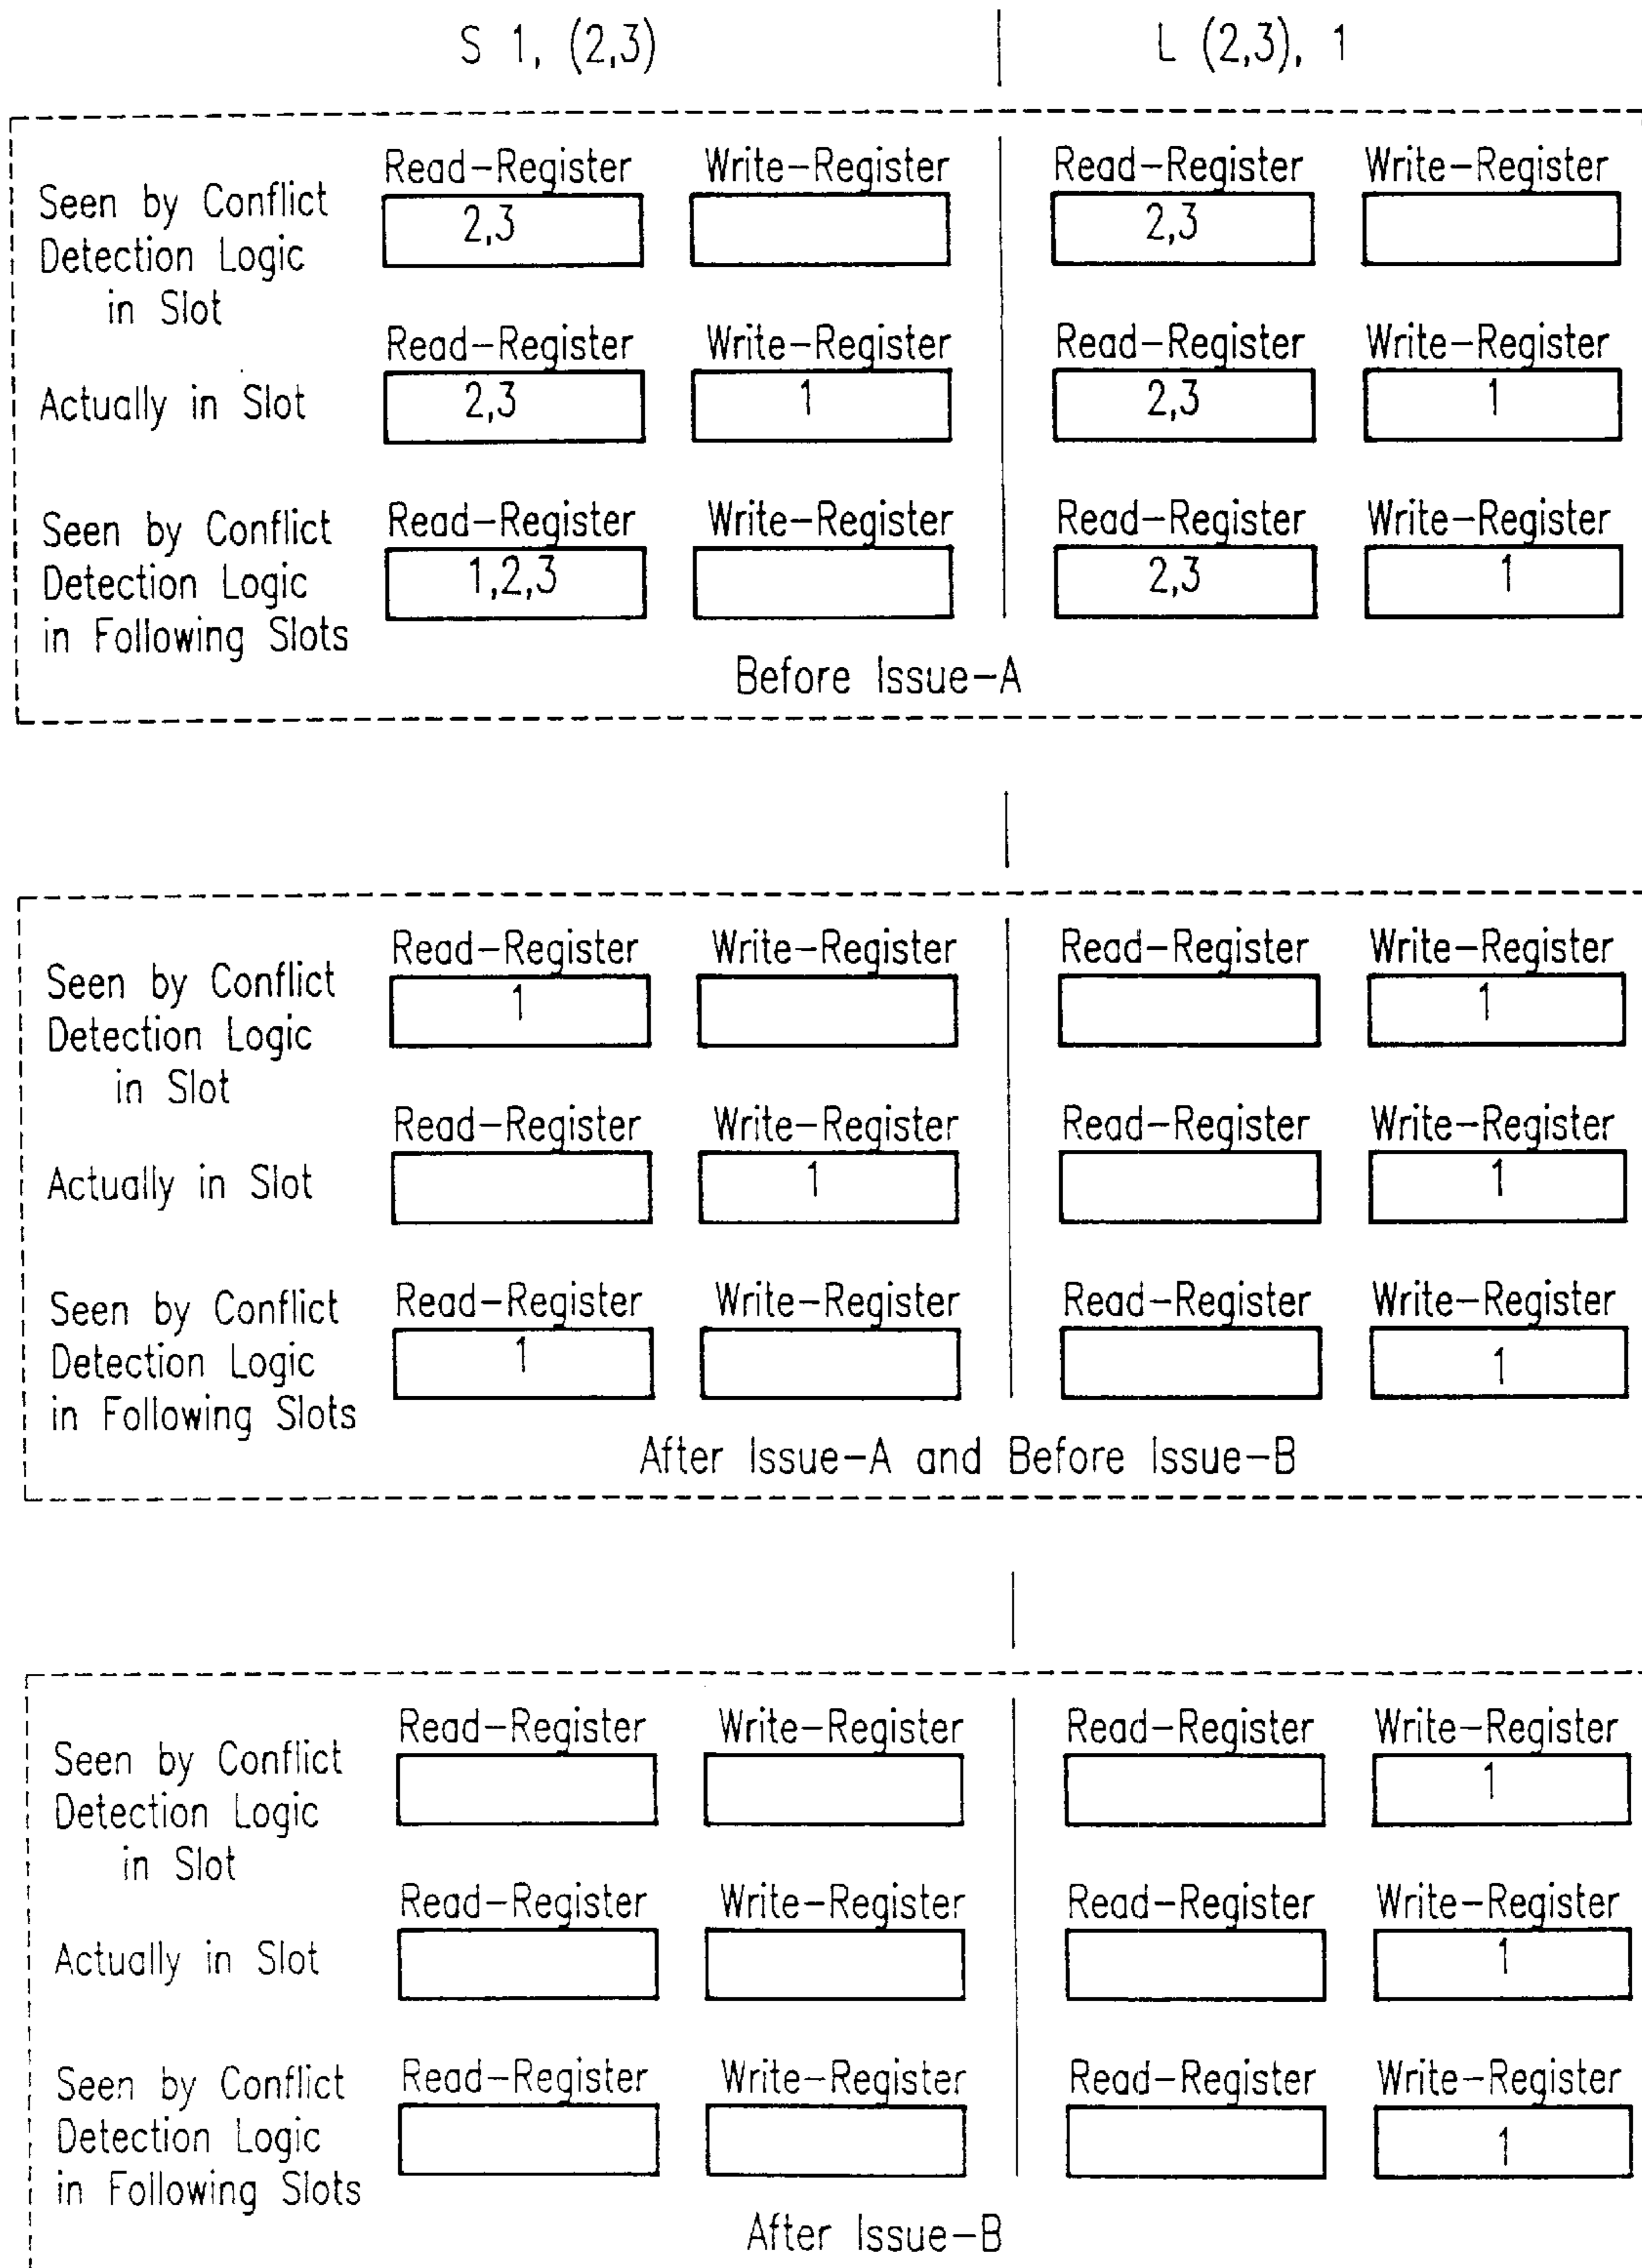 S 1, (2,3) L (2,3), 1
Read-Register Write-Register Read-Register Write-Register
Seen by Conflict
Detection Logic
in Slot
2,3 2,3
Read-Register Write-Register Read-Register Write-Register
Actually in Slot 2,3 1 2,3 1
Read-Register Write-Register Read-Register Write-Register
Seen by Conflict
Detection Logic
in Following Slots
1,2,3 2,3 1
Before Issue-A
Read-Register Write-Register Read-Register Write-Register
Seen by Conflict
Detection Logic
in Slot
1 1
Read-Register Write-Register Read-Register Write-Register
Actually in Slot 1 1
Read-Register Write-Register Read-Register Write-Register
Seen by Conflict
Detection Logic
in Following Slots
1 1
After Issue-A and Before Issue-B
Read-Register Write-Register Read-Register Write-Register
Seen by Conflict
Detection Logic
in Slot
1
Read-Register Write-Register Read-Register Write-Register
Actually in Slot 1
Read-Register Write-Register Read-Register Write-Register
Seen by Conflict
Detection Logic
in Following Slots
1
After Issue-B